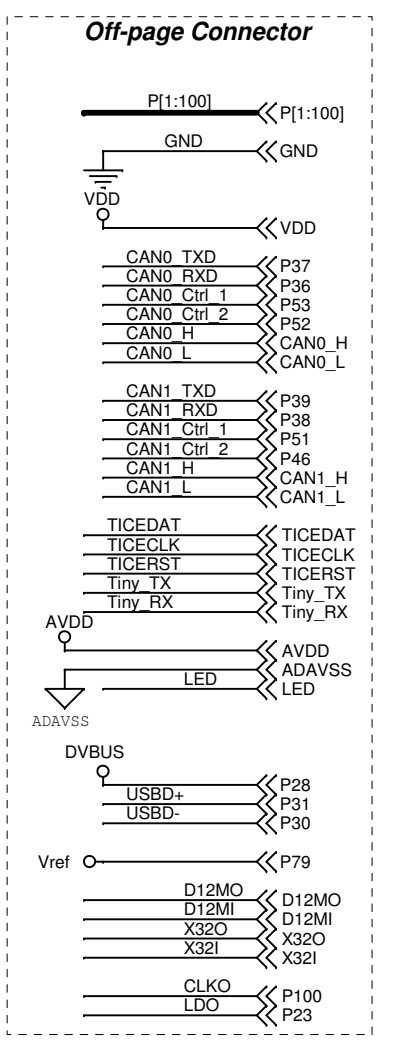 Off-page Connector
P[1:100] P[1:100]
GND GND
VDD
VDD
CAN0_TXD P37
CAN0_RXD P36
CAN0_Ctrl_1 P53
CAN0_Ctrl_2 P52
CAN0_H CAN0_H
CAN0_L CAN0_L
CAN1_TXD P39
CAN1_RXD P38
CAN1_Ctrl_1 P51
CAN1_Ctrl_2 P46
CAN1_H CAN1_H
CAN1_L CAN1_L
TICEDAT TICEDAT
TICECLK TICECLK
TICERST TICERST
Tiny_TX Tiny_TX
Tiny_RX Tiny_RX
AVDD
AVDD
ADAVSS
LED LED
ADAVSS
DVBUS
P28
USBD+ P31
USBD- P30
Vref P79
D12MO D12MO
D12MI D12MI
X32O X32O
X32I X32I
CLKO P100
LDO P23